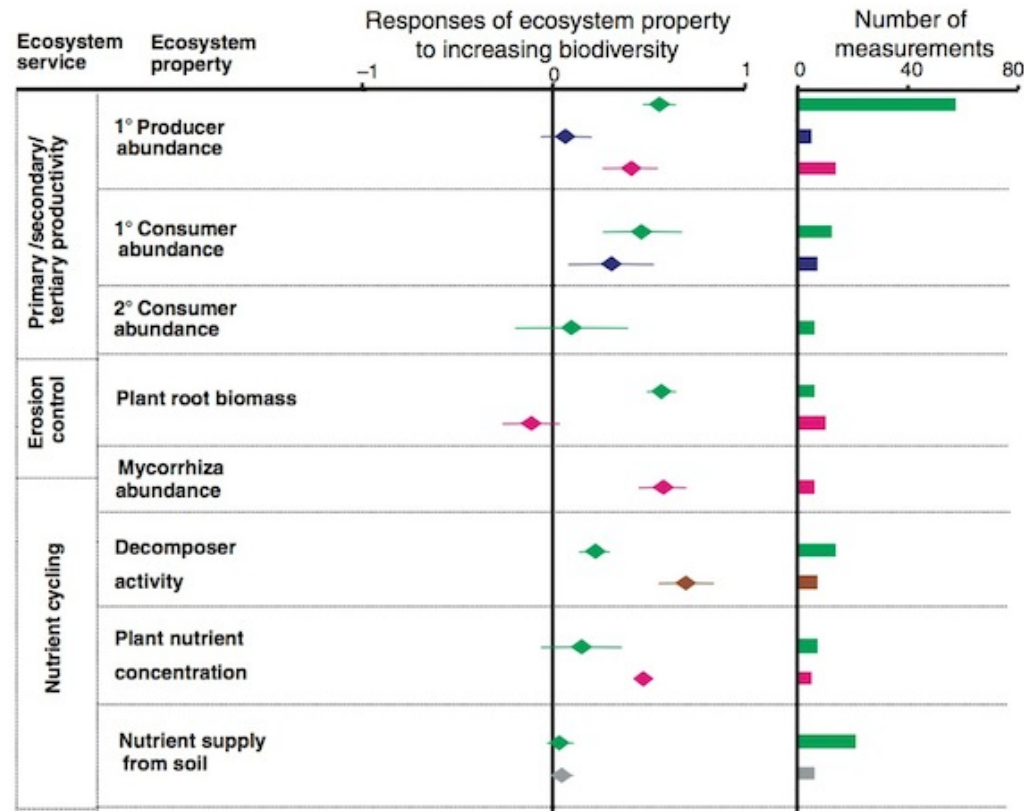 Responses of ecosystem property
to increasing biodiversity
Number of
measurements
Ecosystem
service
Ecosystem
property
−1
0
1
0
40
80
Primary /secondary/
tertiary productivity
1° Producer
abundance
1° Consumer
abundance
2° Consumer
abundance
Erosion
control
Plant root biomass
Mycorrhiza
abundance
Nutrient cycling
Decomposer
activity
Plant nutrient
concentration
Nutrient supply
from soil